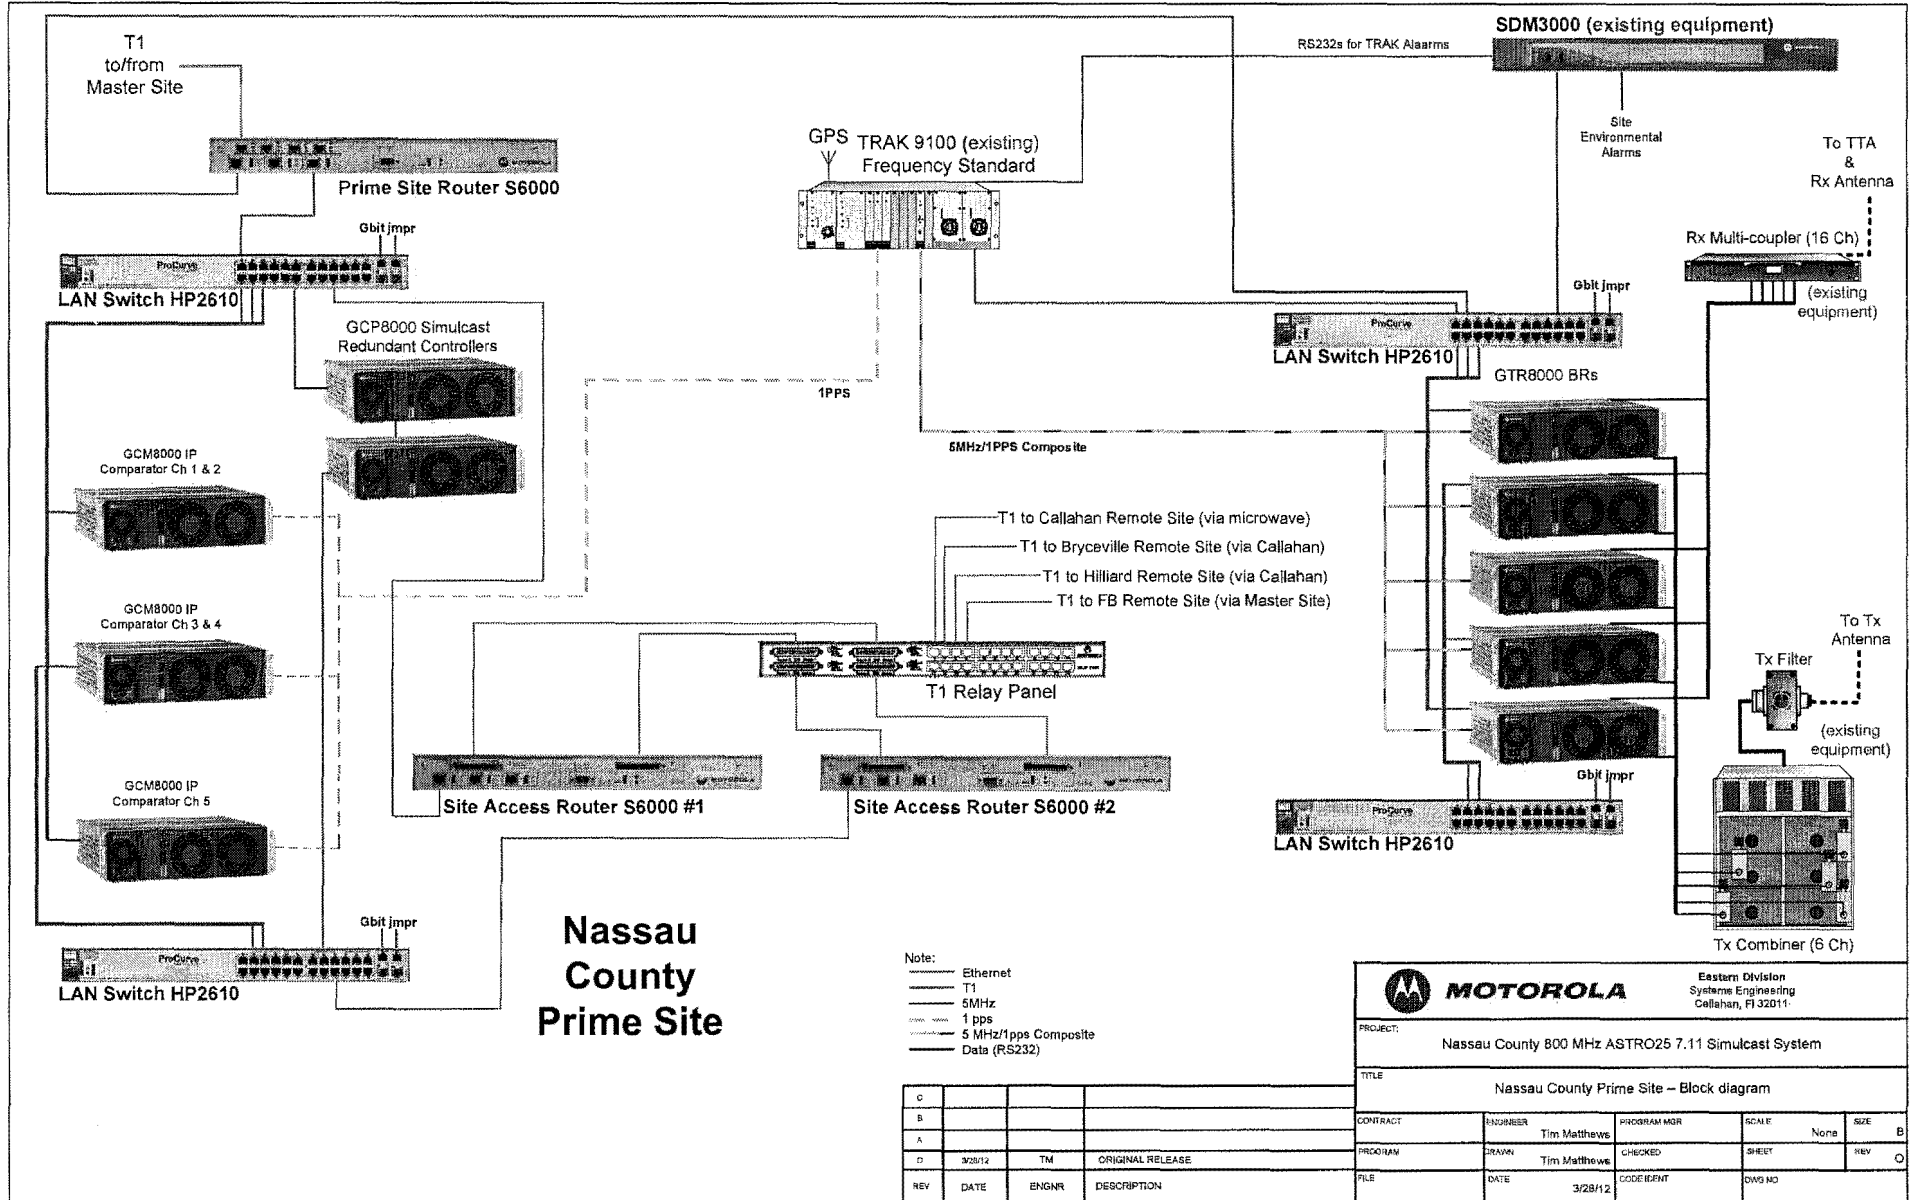 T1
to/from
Master Site
Prime Site Router S6000
Gbit jmpr
ProCurve
LAN Switch HP2610
GCP8000 Simulcast
Redundant Controllers
GCM8000 IP
Comparator Ch 1 & 2
GCM8000 IP
Comparator Ch 3 & 4
GCM8000 IP
Comparator Ch 5
Gbit jmpr
ProCurve
LAN Switch HP2610
GPS
TRAK 9100 (existing)
Frequency Standard
1PPS
5MHz/1PPS Composite
RS232s for TRAK Alaarms
SDM3000 (existing equipment)
Site
Environmental
Alarms
To TTA
&
Rx Antenna
Rx Multi-coupler (16 Ch)
(existing
equipment)
Gbit jmpr
ProCurve
LAN Switch HP2610
GTR8000 BRs
T1 to Callahan Remote Site (via microwave)
T1 to Bryceville Remote Site (via Callahan)
T1 to Hilliard Remote Site (via Callahan)
T1 to FB Remote Site (via Master Site)
T1 Relay Panel
MOTOROLA
Site Access Router S6000 #1
MOTOROLA
Site Access Router S6000 #2
To Tx
Antenna
Tx Filter
(existing
equipment)
Gbit jmpr
ProCurve
LAN Switch HP2610
Tx Combiner (6 Ch)
Nassau
County
Prime Site
Note:
Ethernet
T1
5MHz
1 pps
5 MHz/1pps Composite
Data (RS232)
MOTOROLA
Eastern Division
Systems Engineering
Callahan, Fl 32011
PROJECT:
Nassau County 800 MHz ASTRO25 7.11 Simulcast System
TITLE
Nassau County Prime Site – Block diagram
CONTRACT
ENGINEER
Tim Matthews
PROGRAM MGR
SCALE
None
SIZE
B
PROGRAM
DRAWN
Tim Matthews
CHECKED
SHEET
REV
O
FILE
DATE
3/28/12
CODE IDENT
DWG NO
C
B
A
O 3/28/12 TM ORIGINAL RELEASE
REV DATE ENGNR DESCRIPTION